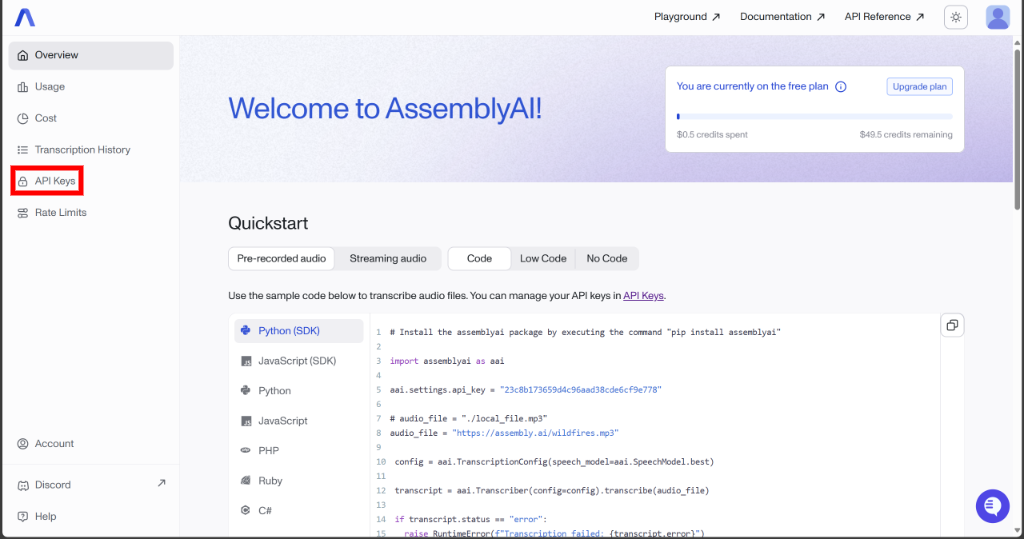 Playground ↗ Documentation ↗ API Reference ↗
Overview
Usage
Cost
Transcription History
API Keys
Rate Limits
Account
Discord ↗
Help
Welcome to AssemblyAI!
You are currently on the free plan
Upgrade plan
$0.5 credits spent
$49.5 credits remaining
Quickstart
Pre-recorded audio Streaming audio Code Low Code No Code
Use the sample code below to transcribe audio files. You can manage your API keys in API Keys.
Python (SDK)
JavaScript (SDK)
Python
JavaScript
PHP
Ruby
C#
1 # Install the assemblyai package by executing the command "pip install assemblyai"
2
3 import assemblyai as aai
4
5 aai.settings.api_key = "23c8b173659d4c96aad38cde6cf9e778"
6
7 # audio_file = "./local_file.mp3"
8 audio_file = "https://assembly.ai/wildfires.mp3"
9
10 config = aai.TranscriptionConfig(speech_model=aai.SpeechModel.best)
11
12 transcript = aai.Transcriber(config=config).transcribe(audio_file)
13
14 if transcript.status == "error":
15 raise RuntimeError(f"Transcription failed: {transcript.error}")